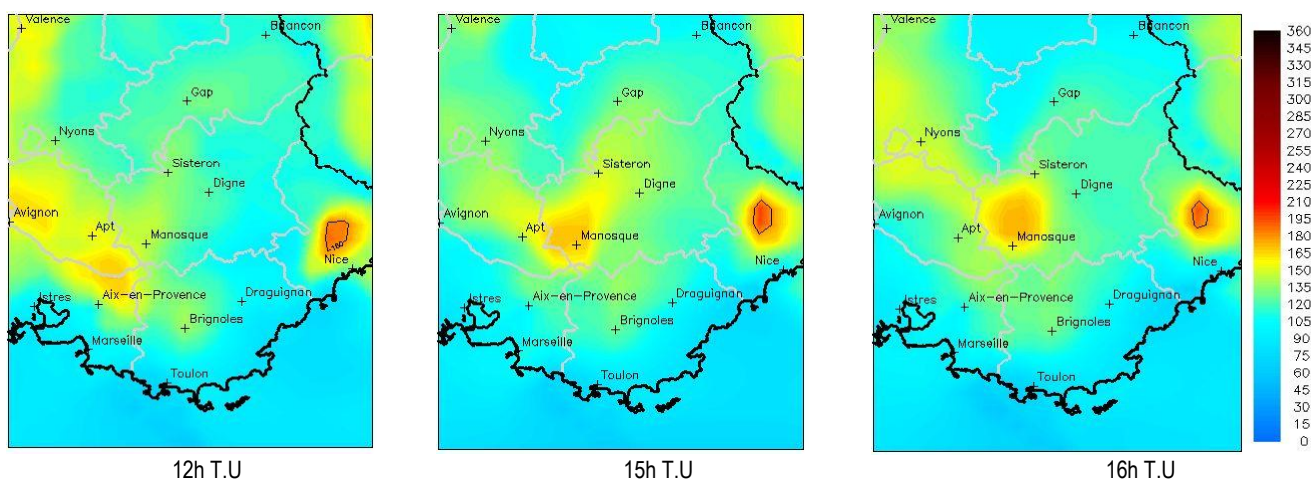 Valence
Briancon
Gap
Nyons
Sisteron
Digne
Avignon
Apt
Manosque
180
Nice
Istres
Aix-en-Provence
Draguignan
Brignoles
Marseille
Toulon
12h T.U
Valence
Briancon
Gap
Nyons
Sisteron
Digne
Avignon
Apt
Manosque
Nice
Istres
Aix-en-Provence
Draguignan
Brignoles
Marseille
Toulon
15h T.U
Valence
Briancon
Gap
Nyons
Sisteron
Digne
Avignon
Apt
Manosque
Nice
Istres
Aix-en-Provence
Draguignan
Brignoles
Marseille
Toulon
16h T.U
360
345
330
315
300
285
270
255
240
225
210
195
180
165
150
135
120
105
90
75
60
45
30
15
0